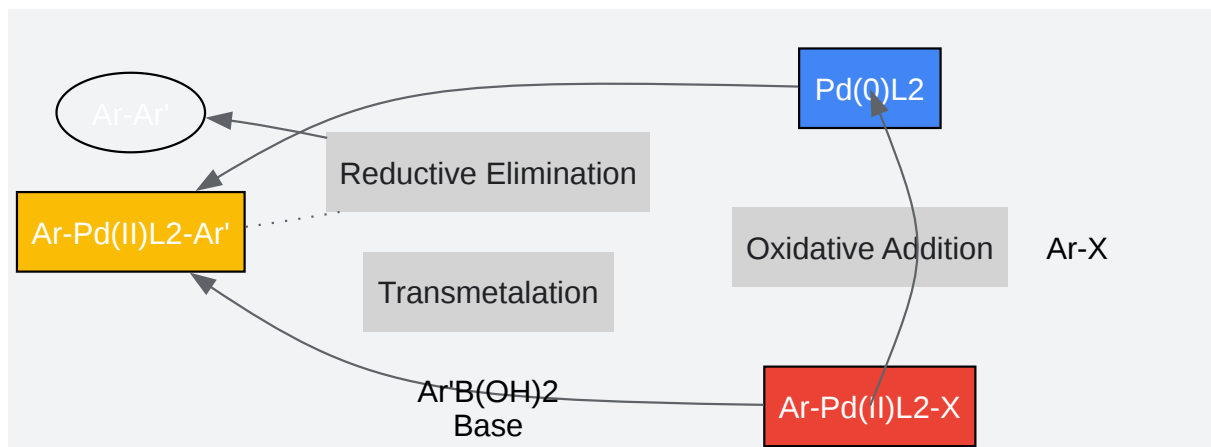 Pd(0)L2
Ar-Ar'
Reductive Elimination
Ar-Pd(II)L2-Ar'
Oxidative Addition
Ar-X
Transmetalation
Ar'B(OH)2
Base
Ar-Pd(II)L2-X